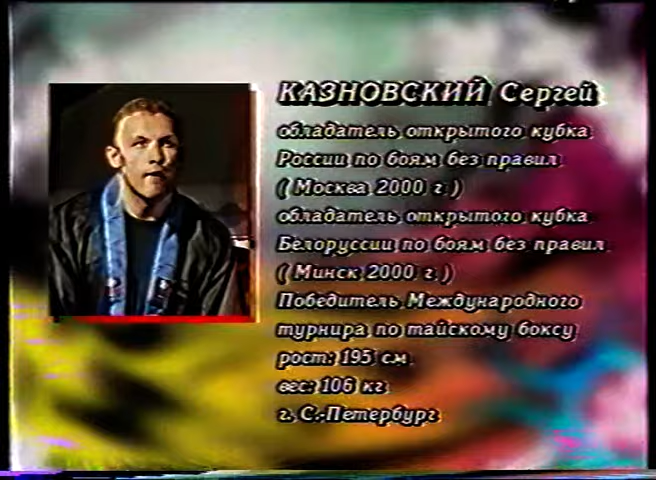 КАЗНОВСКИЙ Сергей
обладатель открытого кубка
России по боям без правил
( Москва 2000 г. )
обладатель открытого кубка
Белоруссии по боям без правил
( Минск 2000 г. )
Победитель Международного
турнира по тайскому боксу
рост: 195 см
вес: 106 кг
г. С.-Петербург